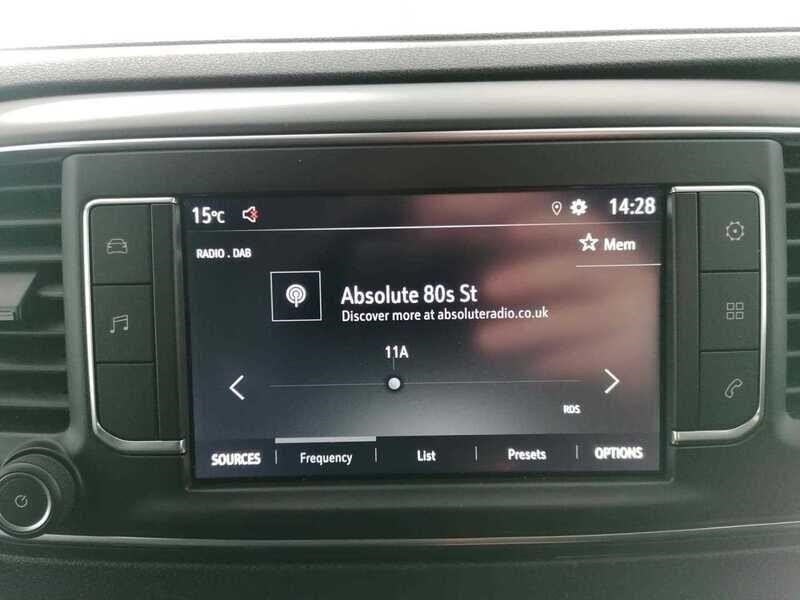 15°C 14:28
Mem
RADIO . DAB
Absolute 80s St
Discover more at absoluteradio.co.uk
11A
RDS
SOURCES Frequency List Presets OPTIONS